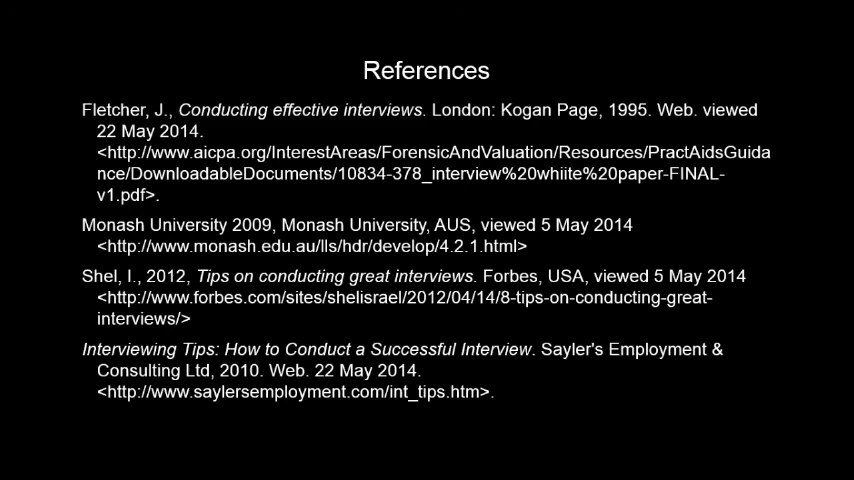 References
Fletcher, J., Conducting effective interviews. London: Kogan Page, 1995. Web. viewed
22 May 2014.
<http://www.aicpa.org/InterestAreas/ForensicAndValuation/Resources/PractAidsGuida
nce/DownloadableDocuments/10834-378_interview%20whiite%20paper-FINAL-
v1.pdf>.
Monash University 2009, Monash University, AUS, viewed 5 May 2014
<http://www.monash.edu.au/lls/hdr/develop/4.2.1.html>
Shel, I., 2012, Tips on conducting great interviews. Forbes, USA, viewed 5 May 2014
<http://www.forbes.com/sites/shelisrael/2012/04/14/8-tips-on-conducting-great-
interviews/>
Interviewing Tips: How to Conduct a Successful Interview. Sayler's Employment &
Consulting Ltd, 2010. Web. 22 May 2014.
<http://www.saylersemployment.com/int_tips.htm>.